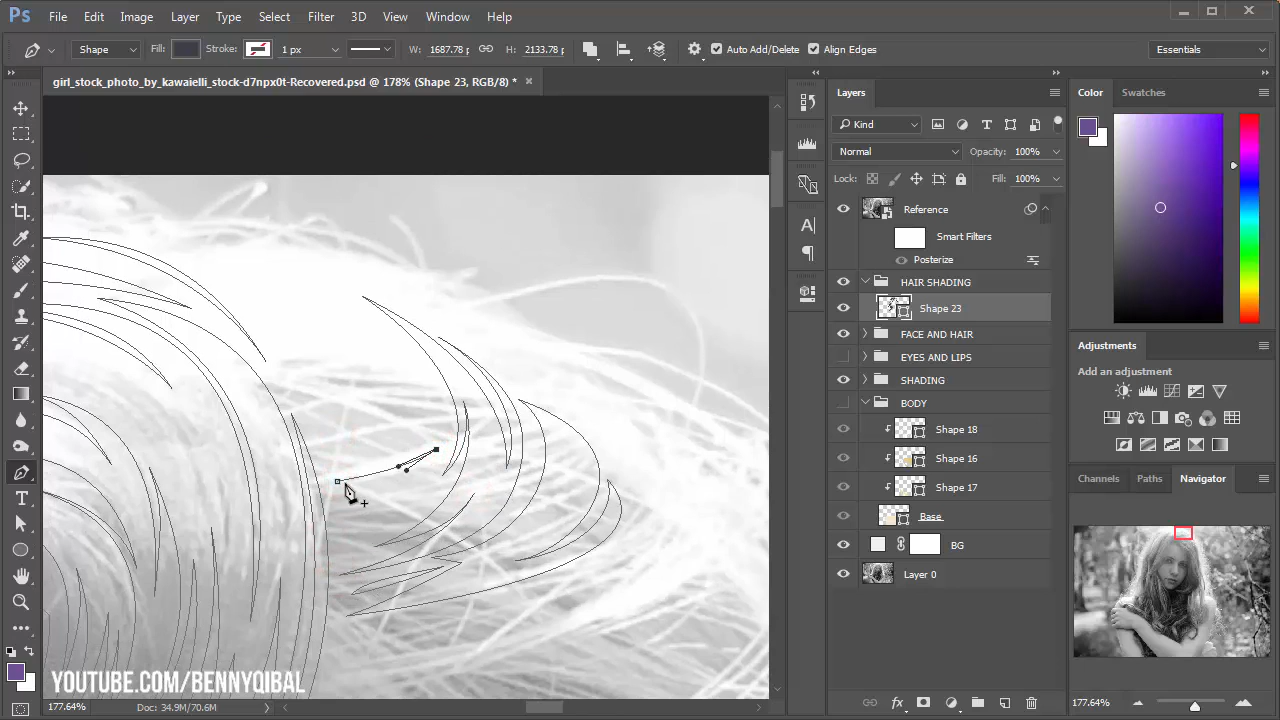 Ps File Edit Image Layer Type Select Filter 3D View Window Help
Shape Fill: Stroke: 1 px W: 1687.78 p H: 2133.78 p Auto Add/Delete Align Edges Essentials
girl_stock_photo_by_kawaielli_stock-d7npx0t-Recovered.psd @ 178% (Shape 23, RGB/8) *
Layers
Kind
Normal Opacity: 100%
Lock: Fill: 100%
Reference
Smart Filters
Posterize
HAIR SHADING
Shape 23
FACE AND HAIR
EYES AND LIPS
SHADING
BODY
Shape 18
Shape 16
Shape 17
Base
BG
Layer 0
Color Swatches
Adjustments
Add an adjustment
Channels Paths Navigator
177.64%
YOUTUBE.COM/BENNYQIBAL
177.64% Doc: 34.9M/70.6M